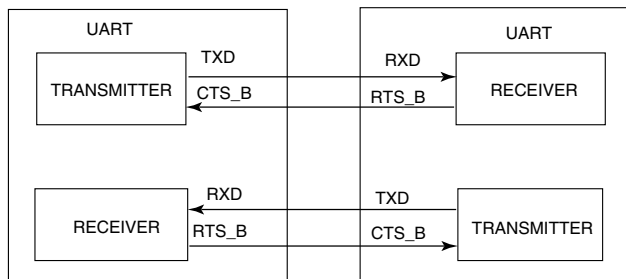 UART UART
TXD RXD
TRANSMITTER RECEIVER
CTS_B RTS_B
RXD TXD
RECEIVER TRANSMITTER
RTS_B CTS_B